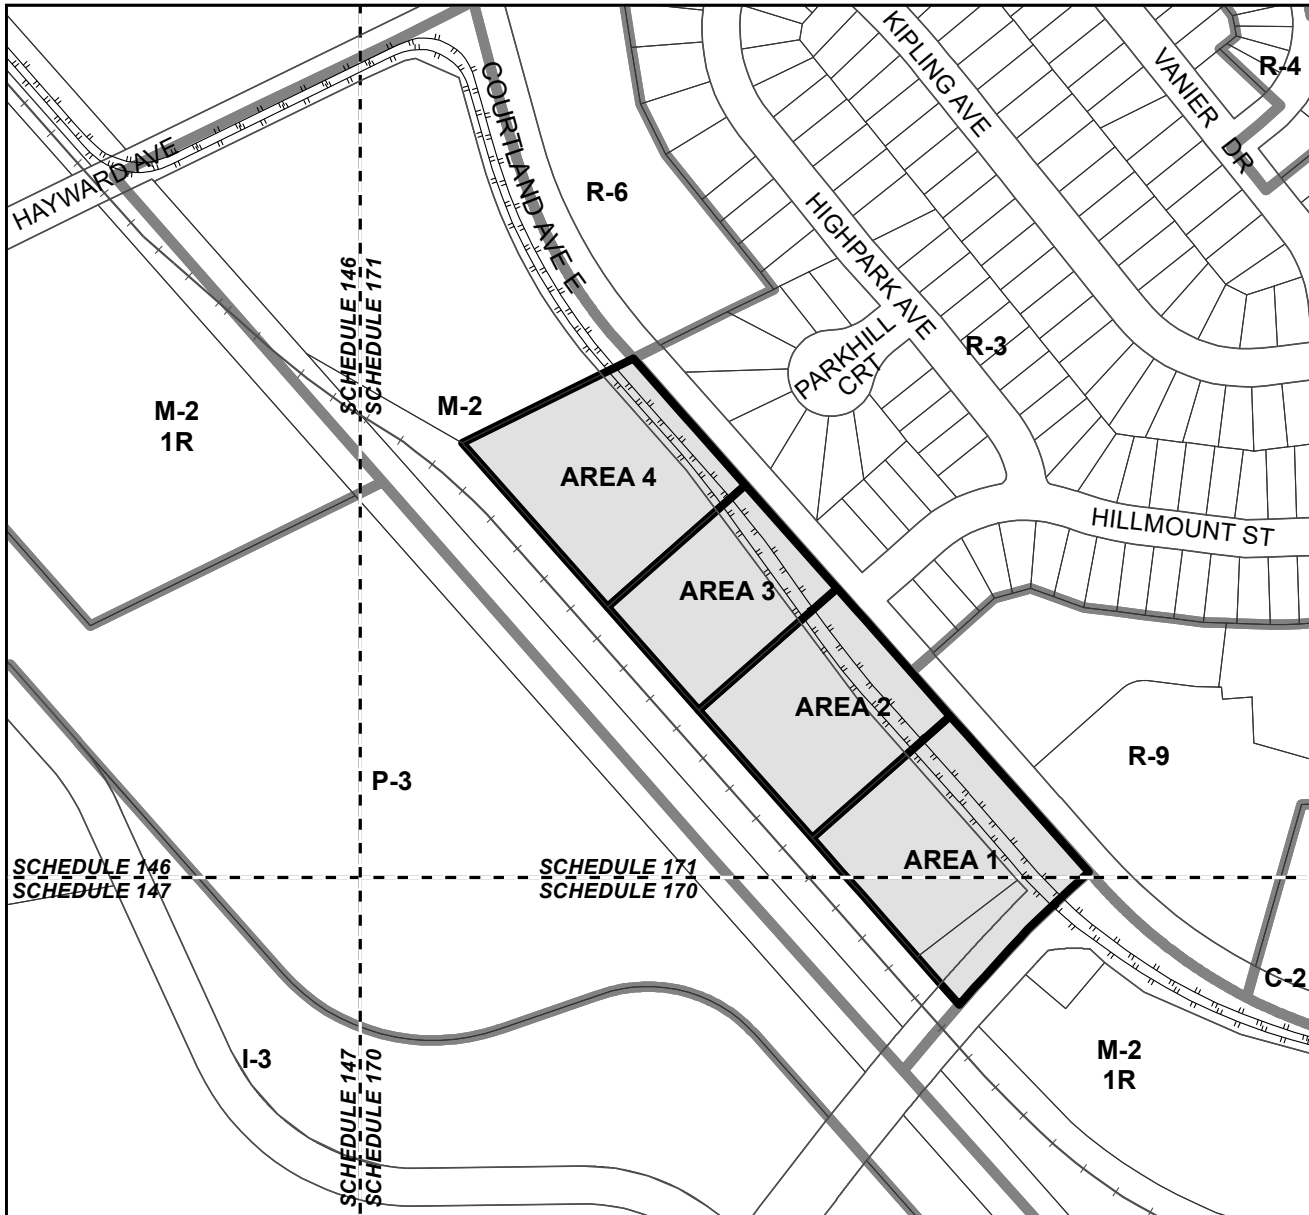 KIPLING AVE
VANIER DR
R-4
COURTLAND AVE E
HAYWARD AVE
R-6
HIGHPARK AVE
SCHEDULE 146
SCHEDULE 171
PARKHILL
CRT
R-3
M-2
M-2
1R
AREA 4
HILLMOUNT ST
AREA 3
AREA 2
R-9
P-3
AREA 1
SCHEDULE 146
SCHEDULE 147
SCHEDULE 171
SCHEDULE 170
C-2
I-3
SCHEDULE 147
SCHEDULE 170
M-2
1R